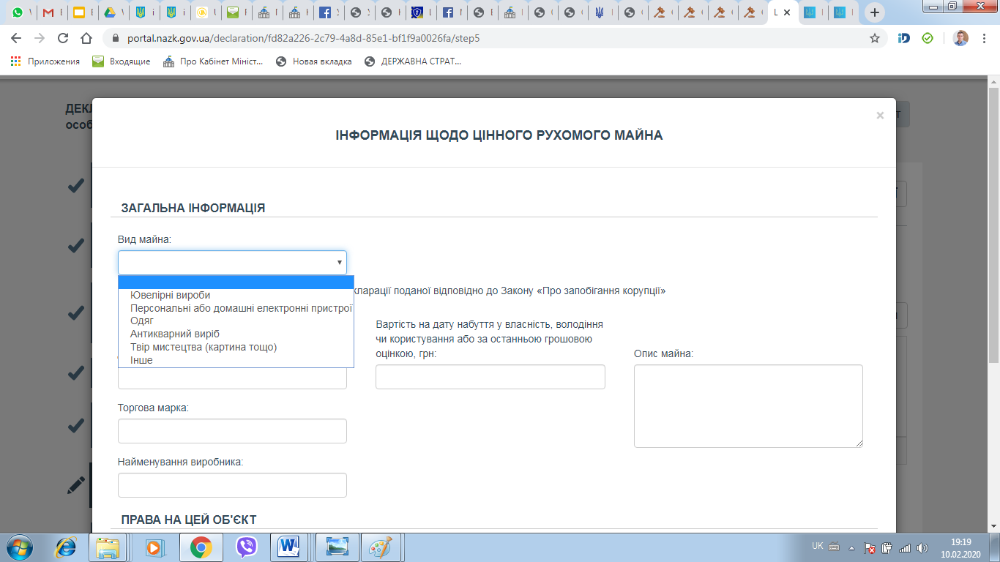 portal.nazk.gov.ua/declaration/fd82a226-2c79-4a8d-85e1-bf1f9a0026fa/step5
Приложения Входящие Про Кабінет Мініст... Новая вкладка ДЕРЖАВНА СТРАТ...
ДЕКЛ
особ
×
ІНФОРМАЦІЯ ЩОДО ЦІННОГО РУХОМОГО МАЙНА
ЗАГАЛЬНА ІНФОРМАЦІЯ
Вид майна:
Ювелірні вироби
Персональні або домашні електронні пристрої
Одяг
Антикварний виріб
Твір мистецтва (картина тощо)
Інше
кларації поданої відповідно до Закону «Про запобігання корупції»
Вартість на дату набуття у власність, володіння
чи користування або за останньою грошовою
оцінкою, грн:
Опис майна:
Торгова марка:
Найменування виробника:
ПРАВА НА ЦЕЙ ОБ'ЄКТ
UK
19:19
10.02.2020